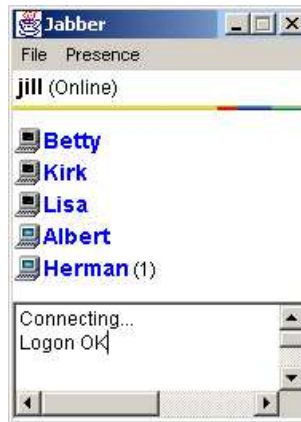 Jabber
File Presence
jill (Online)
Betty
Kirk
Lisa
Albert
Herman (1)
Connecting...
Logon OK